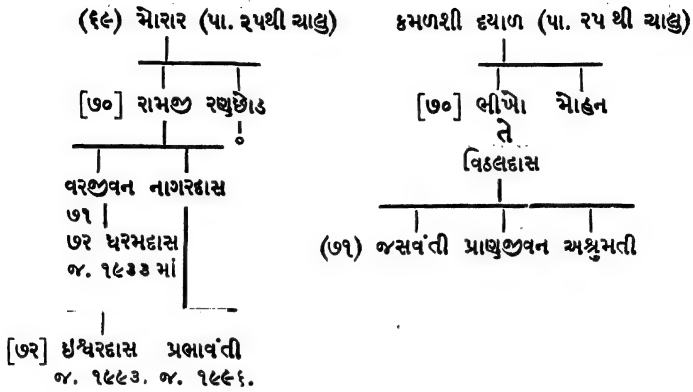 (૬૯) મોરાર (પા. ૨૫થી ચાલુ)
[૭૦] રામજી રણછોડ
૦
વરજીવન નાગરદાસ
૭૧
૭૨ ધરમદાસ
જ. ૧૯૩૩ માં
[૭૨] ઇશ્વરદાસ પ્રભાવંતી
જ. ૧૯૯૩. જ. ૧૯૯૬.
કમળશી દયાળ (પા. ૨૫ થી ચાલુ)
[૭૦] ભીખો મોહન
તે
વિઠલદાસ
(૭૧) જસવંતી પ્રાણજીવન અશ્રુમતી